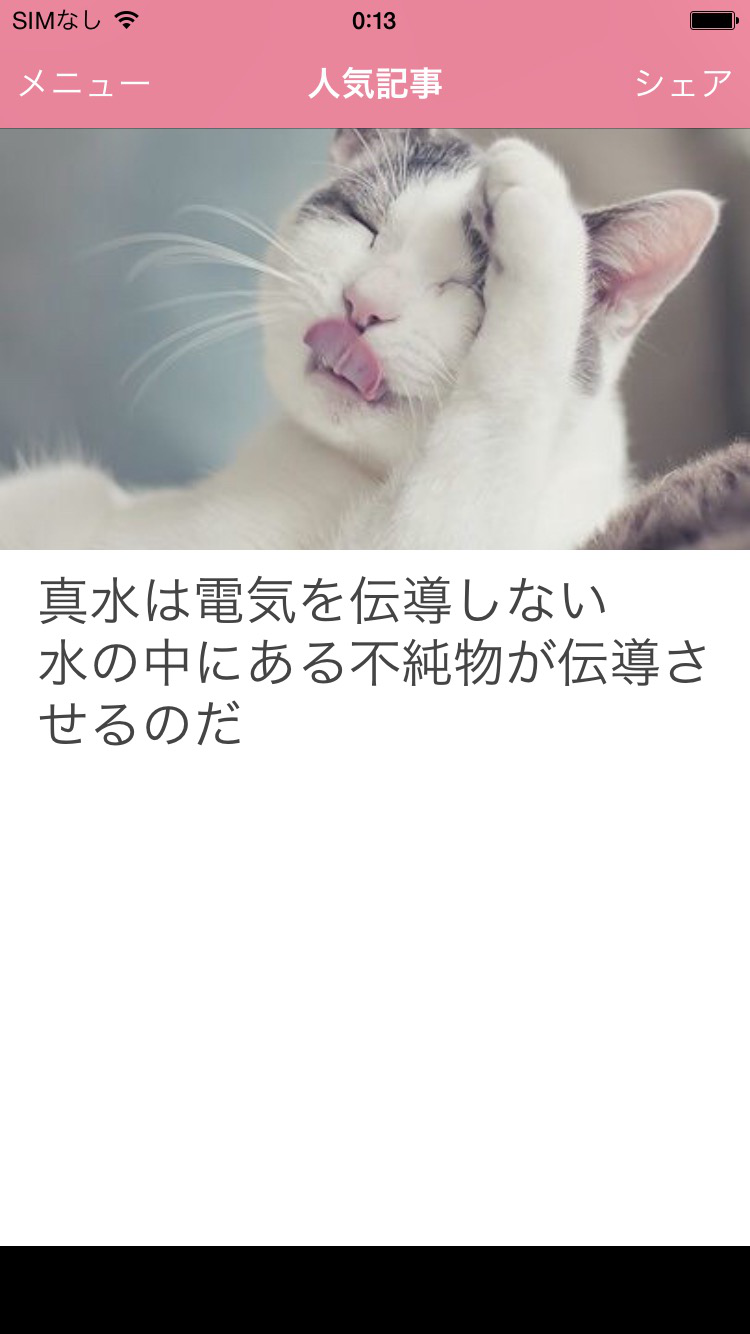 SIMなし 0:13
メニュー 人気記事 シェア
真水は電気を伝導しない
水の中にある不純物が伝導さ
せるのだ